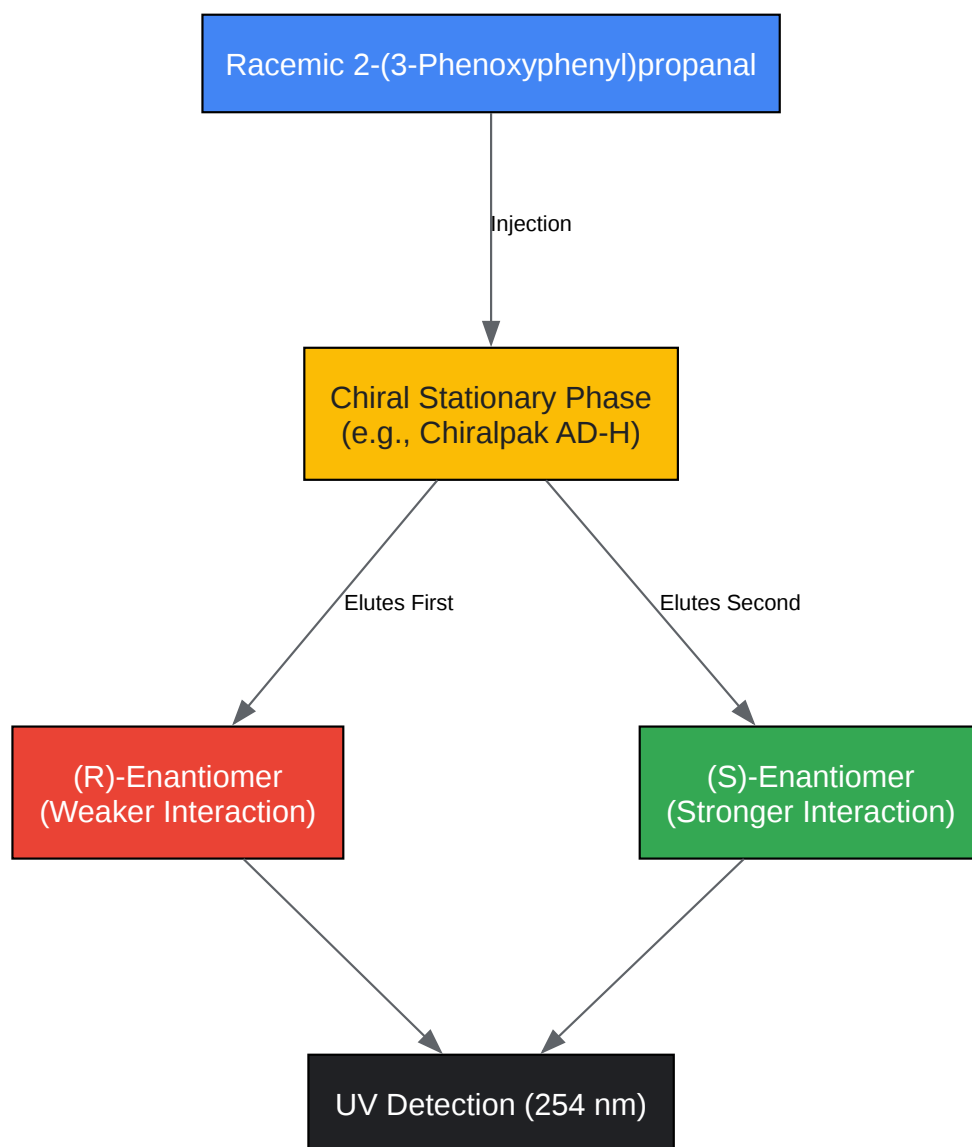 Racemic 2-(3-Phenoxyphenyl)propanal
Injection
Chiral Stationary Phase
(e.g., Chiralpak AD-H)
Elutes First
Elutes Second
(R)-Enantiomer
(Weaker Interaction)
(S)-Enantiomer
(Stronger Interaction)
UV Detection (254 nm)